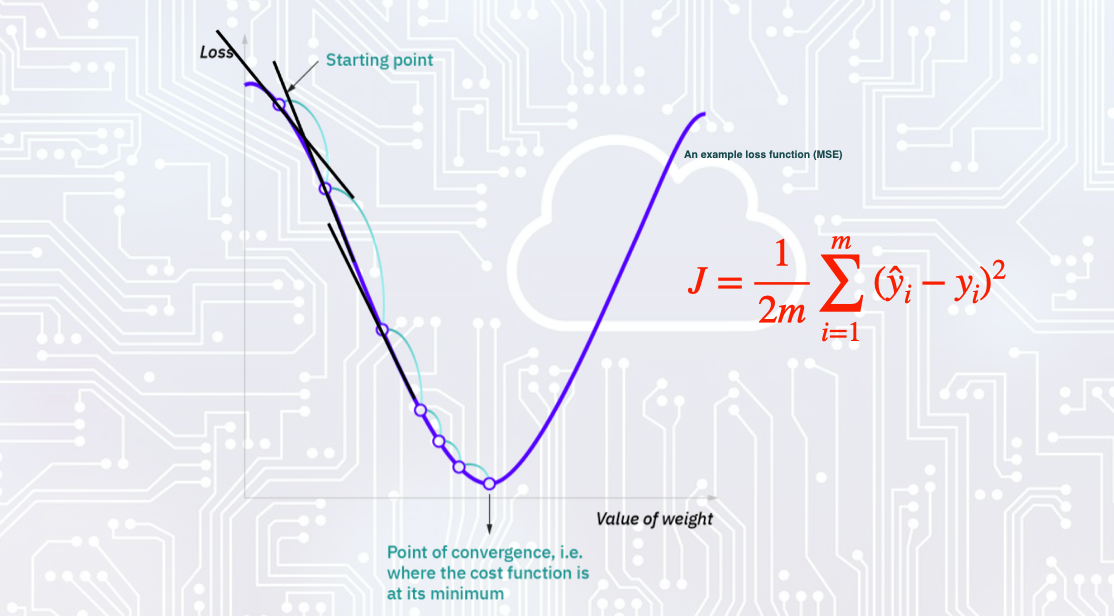 Loss
Starting point
An example loss function (MSE)
J = \frac{1}{2m} \sum_{i=1}^{m} (\hat{y}_i - y_i)^2
Value of weight
Point of convergence, i.e.
where the cost function is
at its minimum